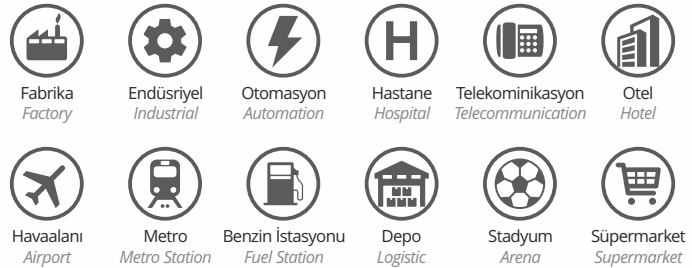 H
Fabrika
Factory
Endüsriyel
Industrial
Otomasyon
Automation
Hastane
Hospital
Telekominikasyon
Telecommunication
Otel
Hotel
Havaalanı
Airport
Metro
Metro Station
Benzin İstasyonu
Fuel Station
Depo
Logistic
Stadyum
Arena
Süpermarket
Supermarket